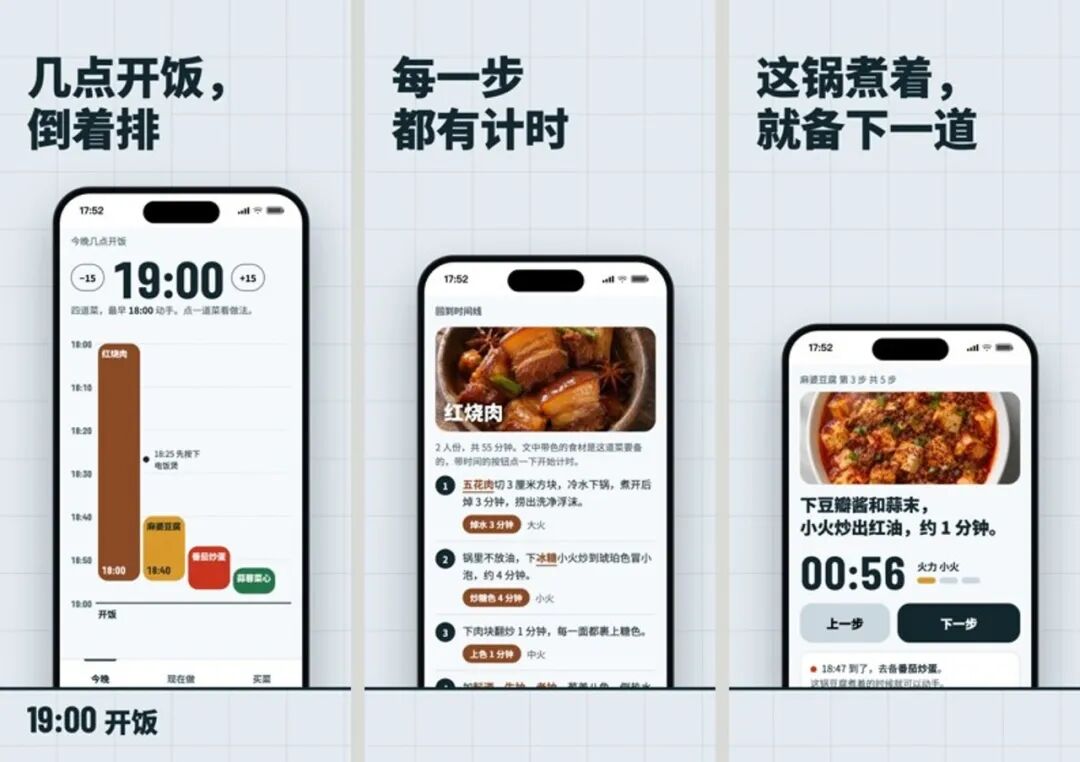 几点开饭，
倒着排
17:52
今晚几点开饭
-15
19:00
+15
四道菜，最早 18:00 动手。点一道菜看做法。
18:00
红烧肉
18:10
18:20
18:25 先按下
电饭煲
18:30
18:40
麻婆豆腐
18:50
番茄炒蛋
蒜蓉菜心
18:00
18:40
19:00
开饭
今晚
现在做
买菜
19:00 开饭
每一步
都有计时
17:52
回到时间线
红烧肉
2 人份，共 55 分钟。文中带色的食材是这道菜要备
的，带时间的按钮点一下开始计时。
1
五花肉切 3 厘米方块，冷水下锅，煮开后
焯 3 分钟，捞出洗净浮沫。
焯水 3 分钟
大火
2
锅里不放油，下冰糖小火炒到琥珀色冒小
泡，约 4 分钟。
炒糖色 4 分钟
小火
3
下肉块翻炒 1 分钟，每一面都裹上糖色。
上色 1 分钟
中火
这锅煮着，
就备下一道
17:52
麻婆豆腐 第 3 步 共 5 步
下豆瓣酱和蒜末，
小火炒出红油，约 1 分钟。
00:56
火力 小火
上一步
下一步
18:47 到了，去备番茄炒蛋。
这锅豆腐煮着的时候就可以动手。